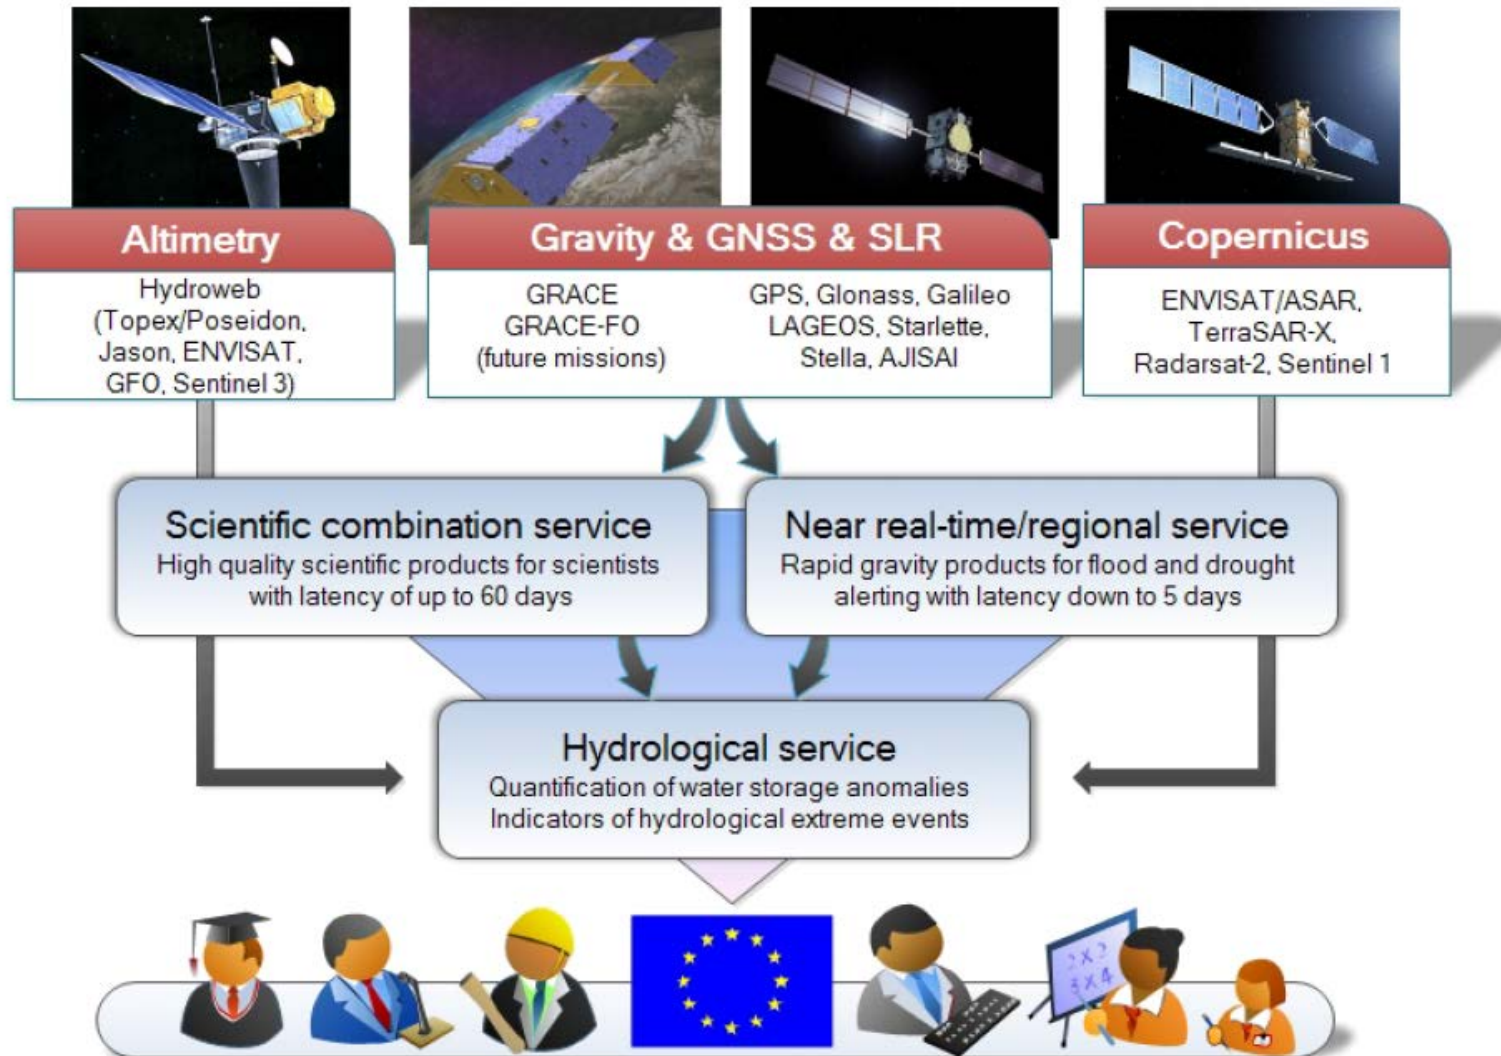 Altimetry
Hydroweb
(Topex/Poseidon,
Jason, ENVISAT,
GFO, Sentinel 3)
Gravity & GNSS & SLR
GRACE
GRACE-FO
(future missions)
GPS, Glonass, Galileo
LAGEOS, Starlette,
Stella, AJISAI
Copernicus
ENVISAT/ASAR,
TerraSAR-X,
Radarsat-2, Sentinel 1
Scientific combination service
High quality scientific products for scientists
with latency of up to 60 days
Near real-time/regional service
Rapid gravity products for flood and drought
alerting with latency down to 5 days
Hydrological service
Quantification of water storage anomalies
Indicators of hydrological extreme events
2 X 2
3 X 4